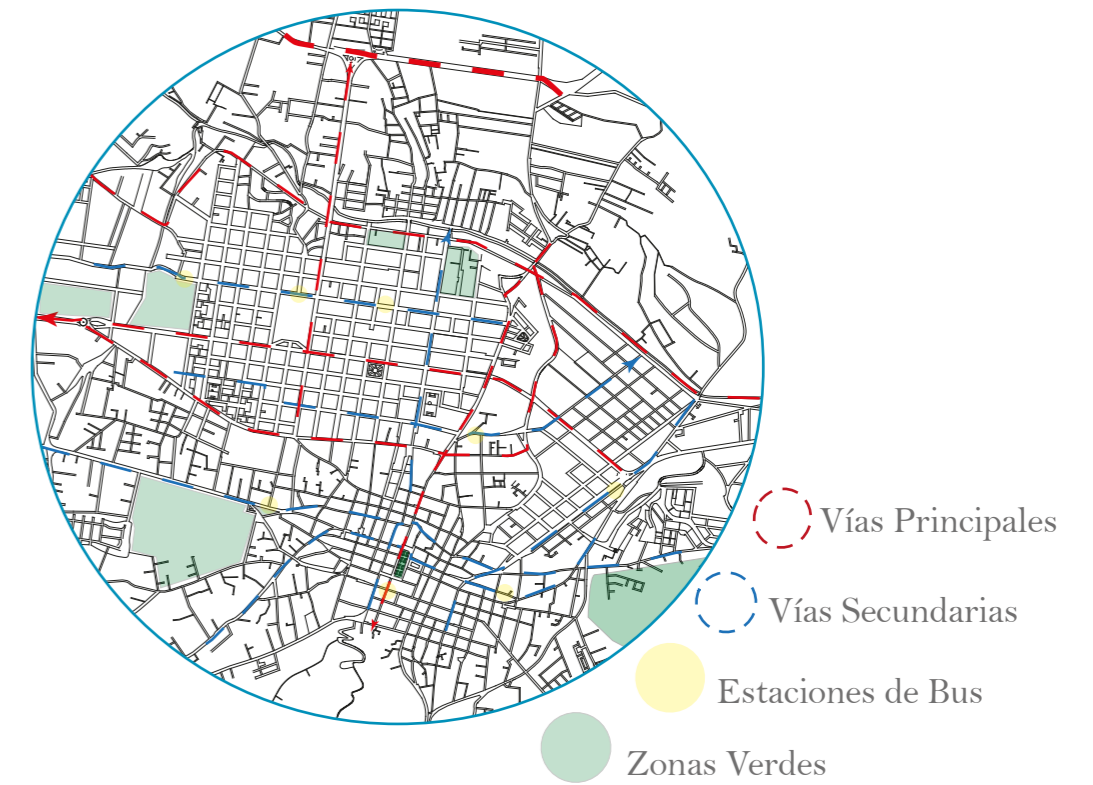 Vías Principales
Vías Secundarias
Estaciones de Bus
Zonas Verdes